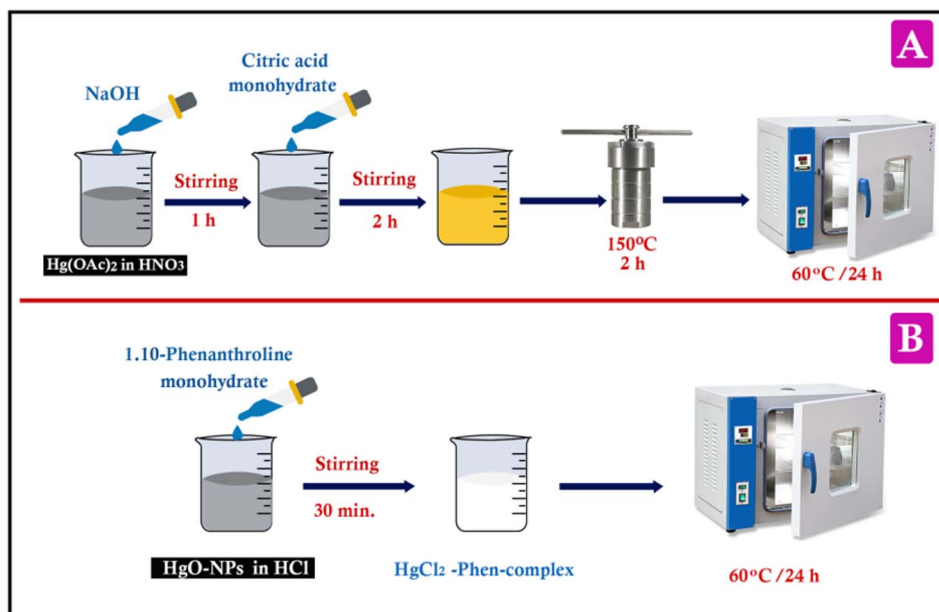 A
Citric acid
monohydrate
NaOH
Stirring
1 h
Stirring
2 h
150ºC
2 h
Hg(OAc)2 in HNO3
60ºC /24 h
B
1.10-Phenanthroline
monohydrate
Stirring
30 min.
HgO-NPs in HCl
HgCl2 -Phen-complex
60ºC /24 h